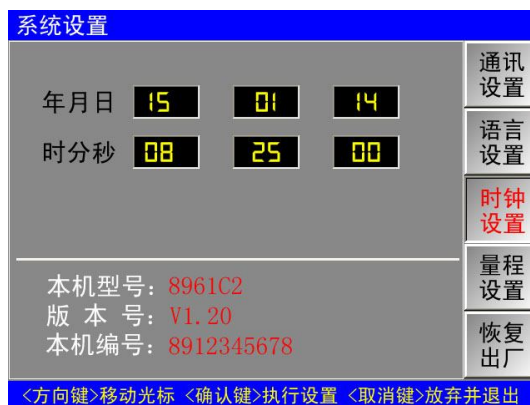 系统设置
年月日 15 01 14
时分秒 08 25 00
本机型号：8961C2
版 本 号：V1.20
本机编号：8912345678
通讯
设置
语言
设置
时钟
设置
量程
设置
恢复
出厂
<方向键>移动光标 <确认键>执行设置 <取消键>放弃并退出